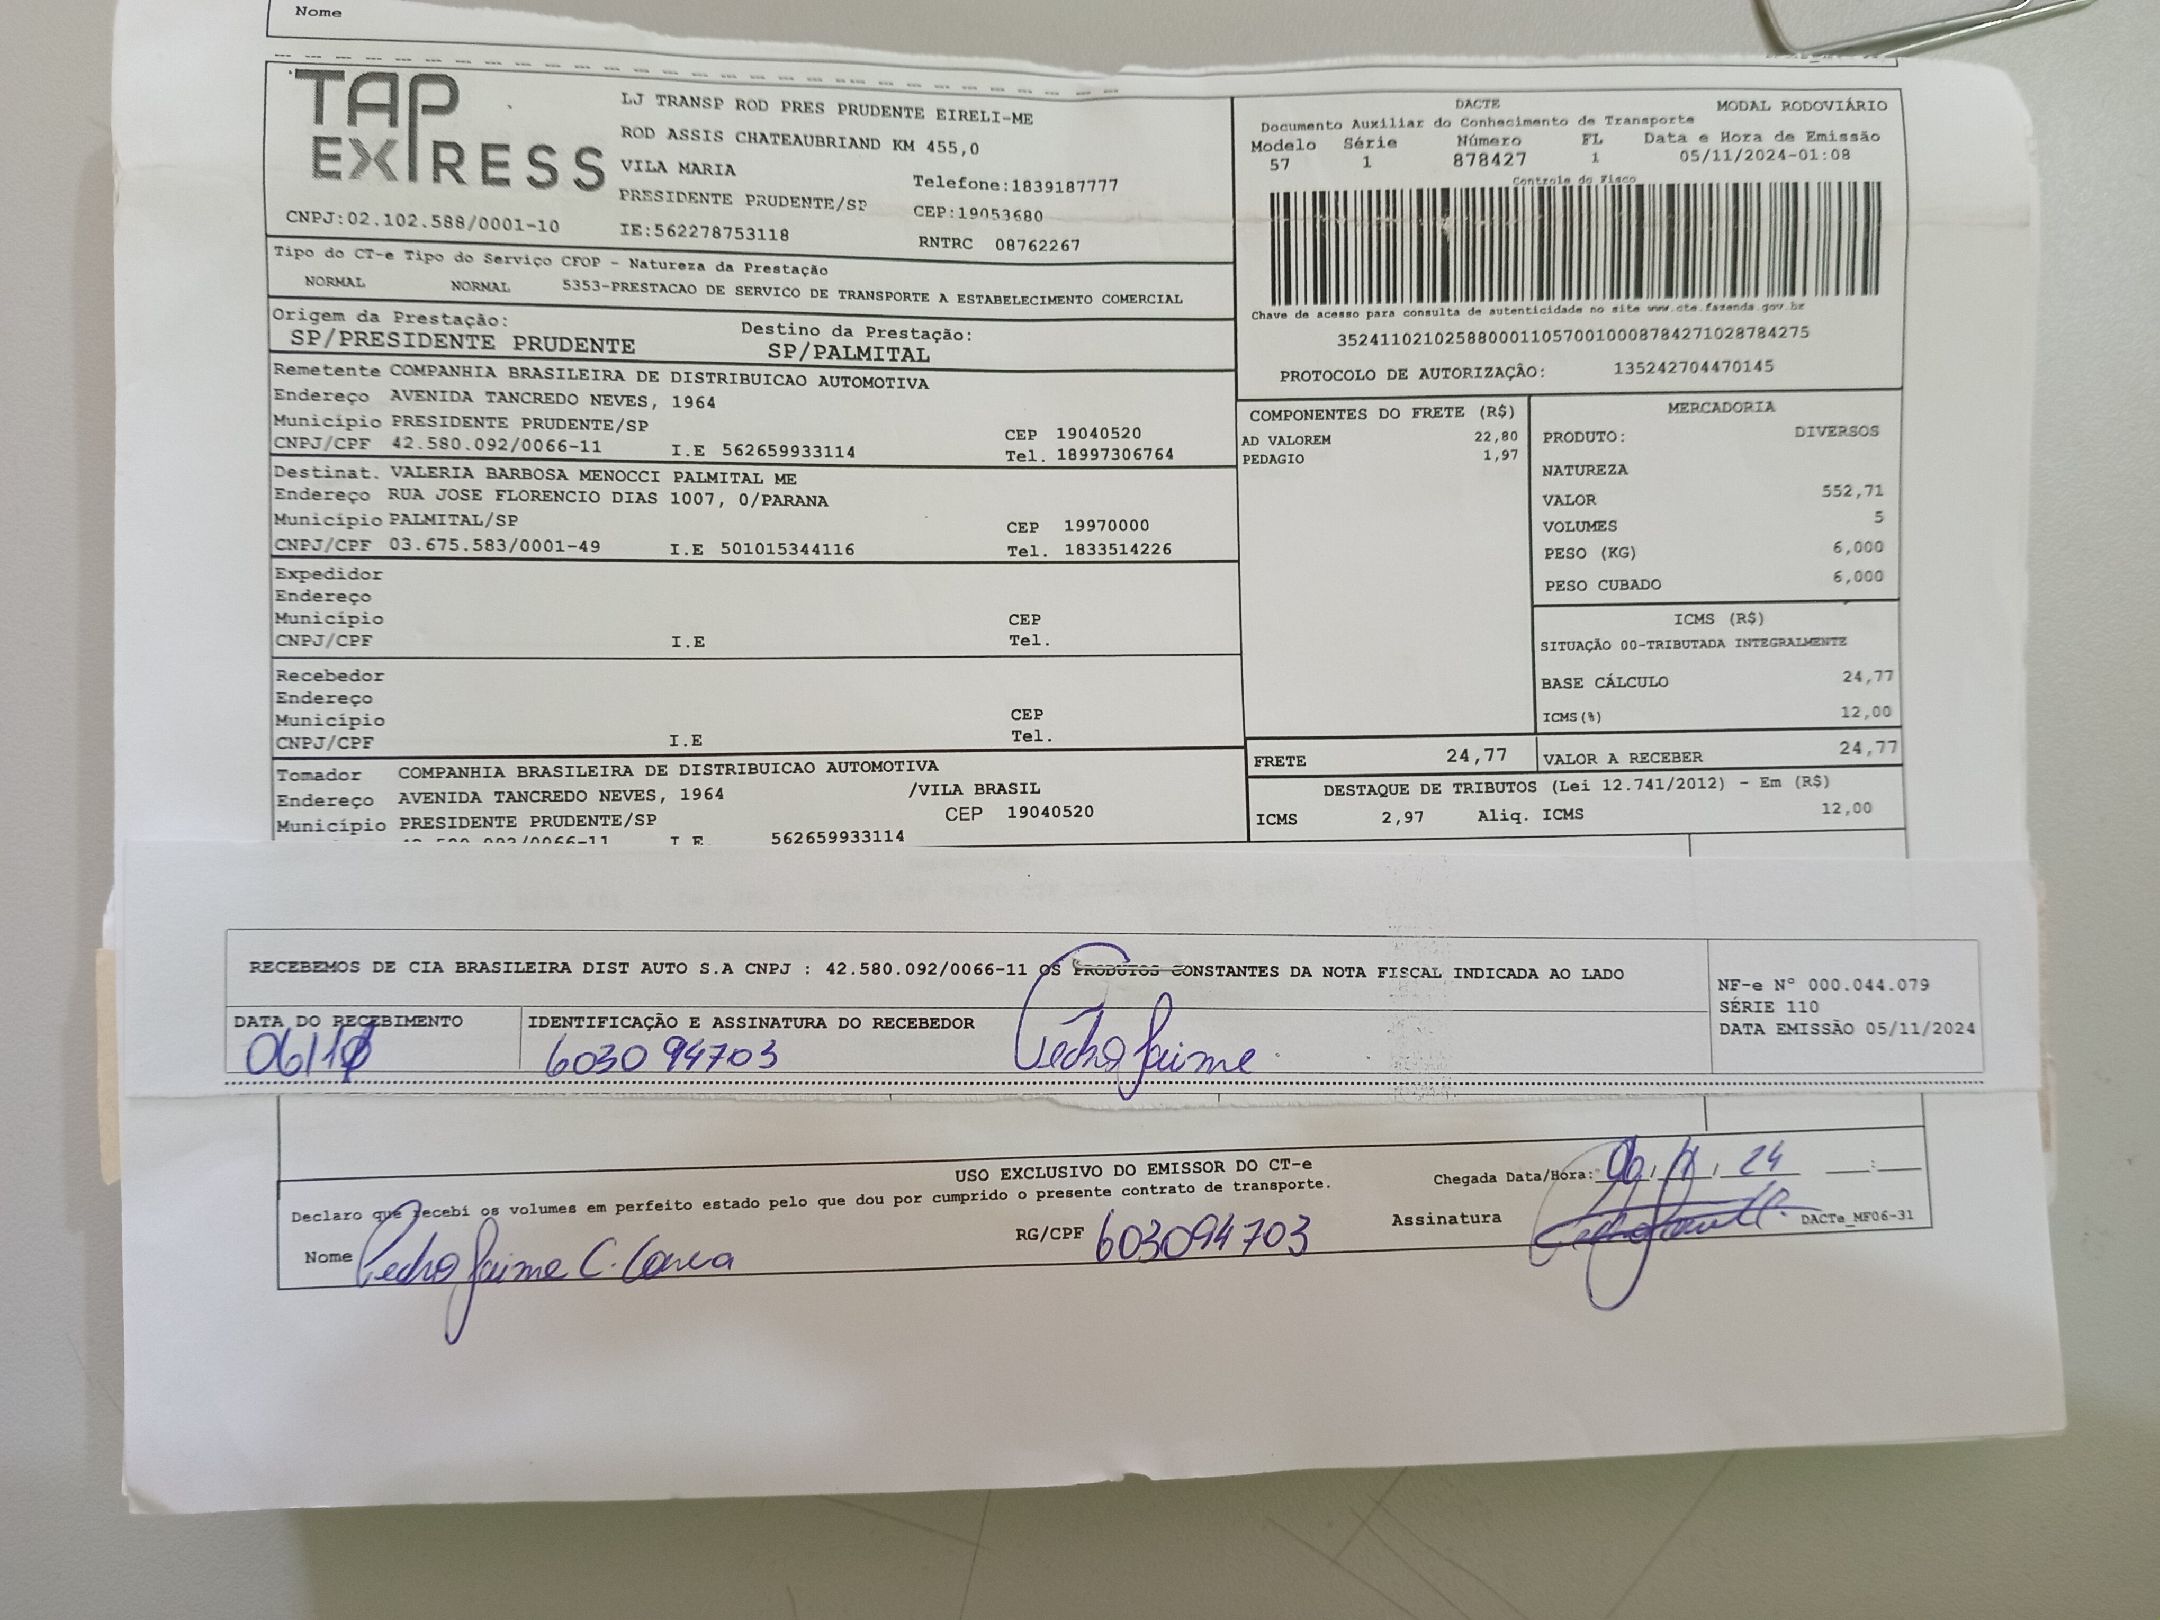 Nome
TAP EXPRESS
LJ TRANSP ROD PRES PRUDENTE EIRELI-ME
ROD ASSIS CHATEAUBRIAND KM 455,0
VILA MARIA
Telefone:1839187777
PRESIDENTE PRUDENTE/SP
CEP:19053680
CNPJ:02.102.588/0001-10
IE:562278753118
RNTRC 08762267
Tipo do CT-e Tipo do Serviço CFOP - Natureza da Prestação
NORMAL NORMAL 5353-PRESTACAO DE SERVICO DE TRANSPORTE A ESTABELECIMENTO COMERCIAL
Origem da Prestação: Destino da Prestação:
SP/PRESIDENTE PRUDENTE SP/PALMITAL
DACTE MODAL RODOVIÁRIO
Documento Auxiliar do Conhecimento de Transporte
Modelo Série Número FL Data e Hora de Emissão
57 1 878427 1 05/11/2024-01:08
Controle do Fisco
Chave de acesso para consulta de autenticidade no site www.cte.fazenda.gov.br
35241102102588000110570010008784271028784275
PROTOCOLO DE AUTORIZAÇÃO: 135242704470145
Remetente COMPANHIA BRASILEIRA DE DISTRIBUICAO AUTOMOTIVA
Endereço AVENIDA TANCREDO NEVES, 1964
Município PRESIDENTE PRUDENTE/SP CEP 19040520
CNPJ/CPF 42.580.092/0066-11 I.E 562659933114 Tel. 18997306764
Destinat. VALERIA BARBOSA MENOCCI PALMITAL ME
Endereço RUA JOSE FLORENCIO DIAS 1007, 0/PARANA
Município PALMITAL/SP CEP 19970000
CNPJ/CPF 03.675.583/0001-49 I.E 501015344116 Tel. 1833514226
Expedidor
Endereço
Município CEP
CNPJ/CPF I.E Tel.
Recebedor
Endereço
Município CEP
CNPJ/CPF I.E Tel.
Tomador COMPANHIA BRASILEIRA DE DISTRIBUICAO AUTOMOTIVA
Endereço AVENIDA TANCREDO NEVES, 1964 /VILA BRASIL
Município PRESIDENTE PRUDENTE/SP CEP 19040520
42.580.092/0066-11 I.E 562659933114
COMPONENTES DO FRETE (R$)
AD VALOREM 22,80
PEDAGIO 1,97
MERCADORIA
PRODUTO: DIVERSOS
NATUREZA
VALOR 552,71
VOLUMES 5
PESO (KG) 6,000
PESO CUBADO 6,000
ICMS (R$)
SITUAÇÃO 00-TRIBUTADA INTEGRALMENTE
BASE CÁLCULO 24,77
ICMS(%) 12,00
FRETE 24,77 VALOR A RECEBER 24,77
DESTAQUE DE TRIBUTOS (Lei 12.741/2012) - Em (R$)
ICMS 2,97 Aliq. ICMS 12,00
RECEBEMOS DE CIA BRASILEIRA DIST AUTO S.A CNPJ : 42.580.092/0066-11 OS PRODUTOS CONSTANTES DA NOTA FISCAL INDICADA AO LADO
NF-e Nº 000.044.079
SÉRIE 110
DATA EMISSÃO 05/11/2024
DATA DO RECEBIMENTO IDENTIFICAÇÃO E ASSINATURA DO RECEBEDOR
603094703 Pedro Jaime
USO EXCLUSIVO DO EMISSOR DO CT-e
Chegada Data/Hora: 06/11/24 __:__
Declaro que recebi os volumes em perfeito estado pelo que dou por cumprido o presente contrato de transporte.
Nome Pedro Jaime C. RG/CPF 603094703 Assinatura
DACTe_MF06-31